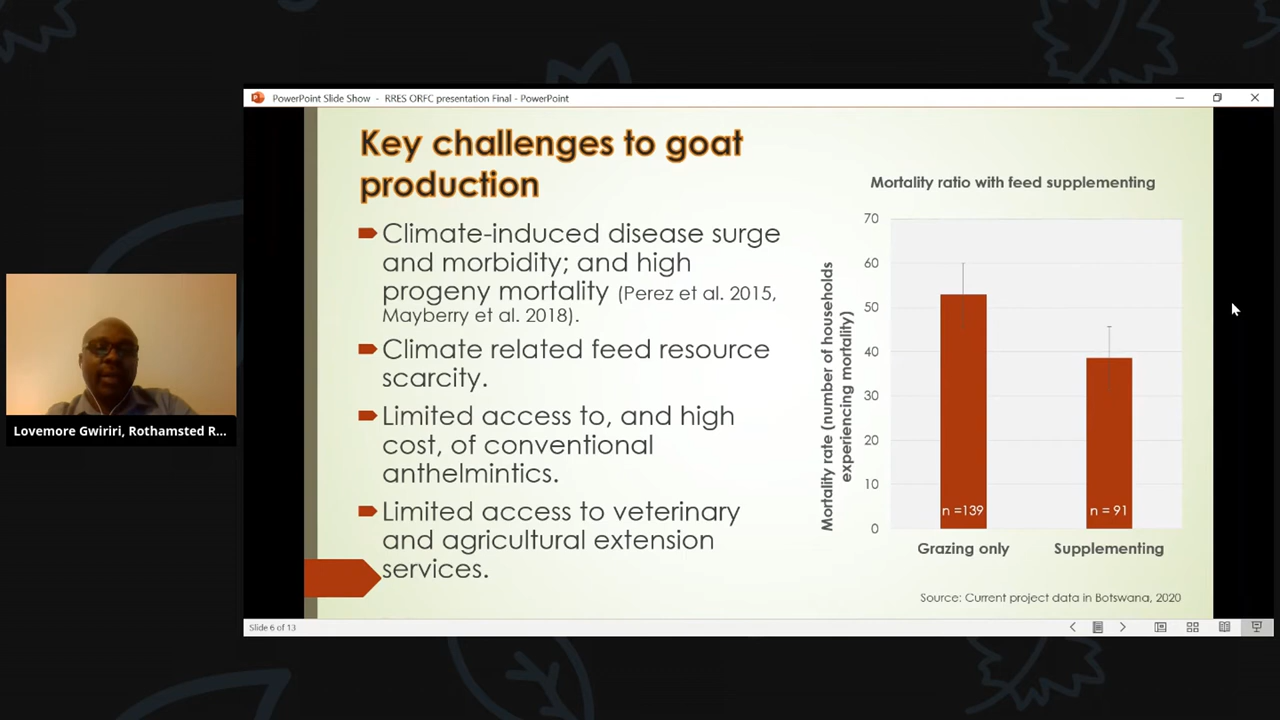 PowerPoint Slide Show - RRES ORFC presentation Final - PowerPoint
Key challenges to goat
production
Climate-induced disease surge
and morbidity; and high
progeny mortality (Perez et al. 2015,
Mayberry et al. 2018).
Climate related feed resource
scarcity.
Limited access to, and high
cost, of conventional
anthelmintics.
Limited access to veterinary
and agricultural extension
services.
Mortality ratio with feed supplementing
Mortality rate (number of households
experiencing mortality)
70
60
50
40
30
20
10
0
n =139
n = 91
Grazing only
Supplementing
Source: Current project data in Botswana, 2020
Lovemore Gwiriri, Rothamsted R...
Slide 6 of 13